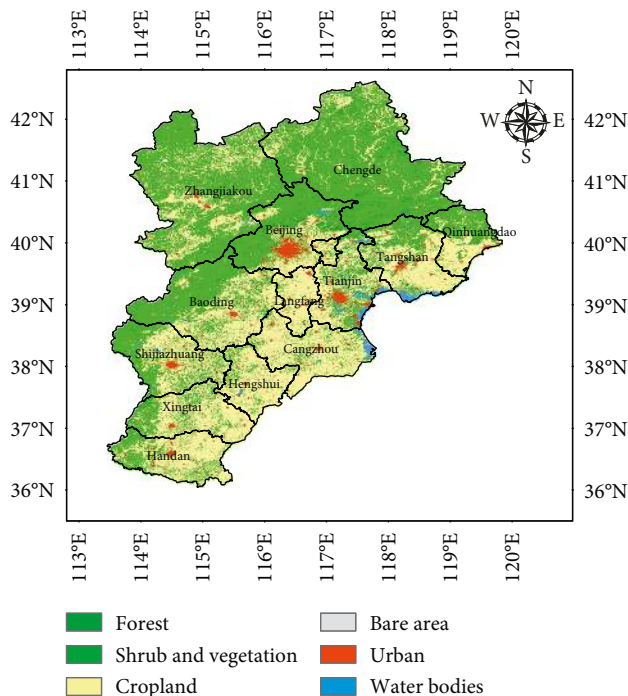 113°E 114°E 115°E 116°E 117°E 118°E 119°E 120°E
N
W E
S
42°N 42°N
41°N 41°N
40°N 40°N
39°N 39°N
38°N 38°N
37°N 37°N
36°N 36°N
Chengde
Zhangjiakou
Beijing
Qinhuangdao
Tangshan
Tianjin
Langfang
Baoding
Cangzhou
Shijiazhuang
Hengshui
Xingtai
Handan
113°E 114°E 115°E 116°E 117°E 118°E 119°E 120°E
Forest Bare area
Shrub and vegetation Urban
Cropland Water bodies